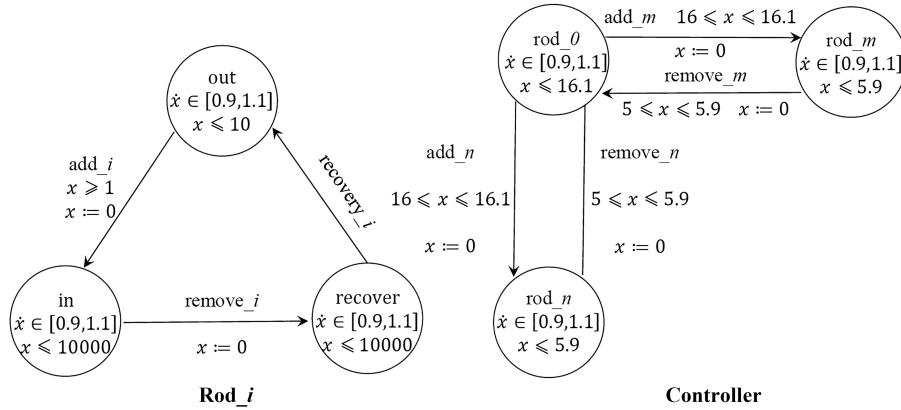 out
ẋ ∈ [0.9,1.1]
x ⩽ 10
add_i
x ⩾ 1
x := 0
recovery_i
in
ẋ ∈ [0.9,1.1]
x ⩽ 10000
remove_i
x := 0
recover
ẋ ∈ [0.9,1.1]
x ⩽ 10000
Rod_i
rod_0
ẋ ∈ [0.9,1.1]
x ⩽ 16.1
add_m 16 ⩽ x ⩽ 16.1
x := 0
remove_m
5 ⩽ x ⩽ 5.9 x := 0
rod_m
ẋ ∈ [0.9,1.1]
x ⩽ 5.9
add_n
16 ⩽ x ⩽ 16.1
x := 0
remove_n
5 ⩽ x ⩽ 5.9
x := 0
rod_n
ẋ ∈ [0.9,1.1]
x ⩽ 5.9
Controller